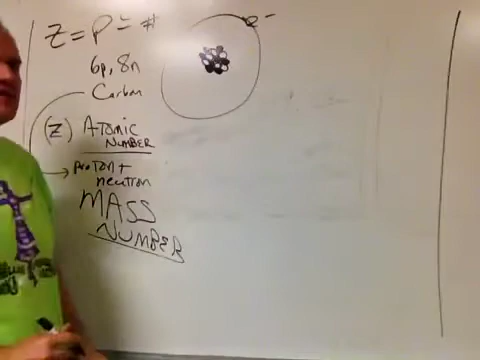 Z = P = #
6p, 8n
Carbon
(Z) Atomic
Number
Proton +
neutron
MASS
NUMBER
e-